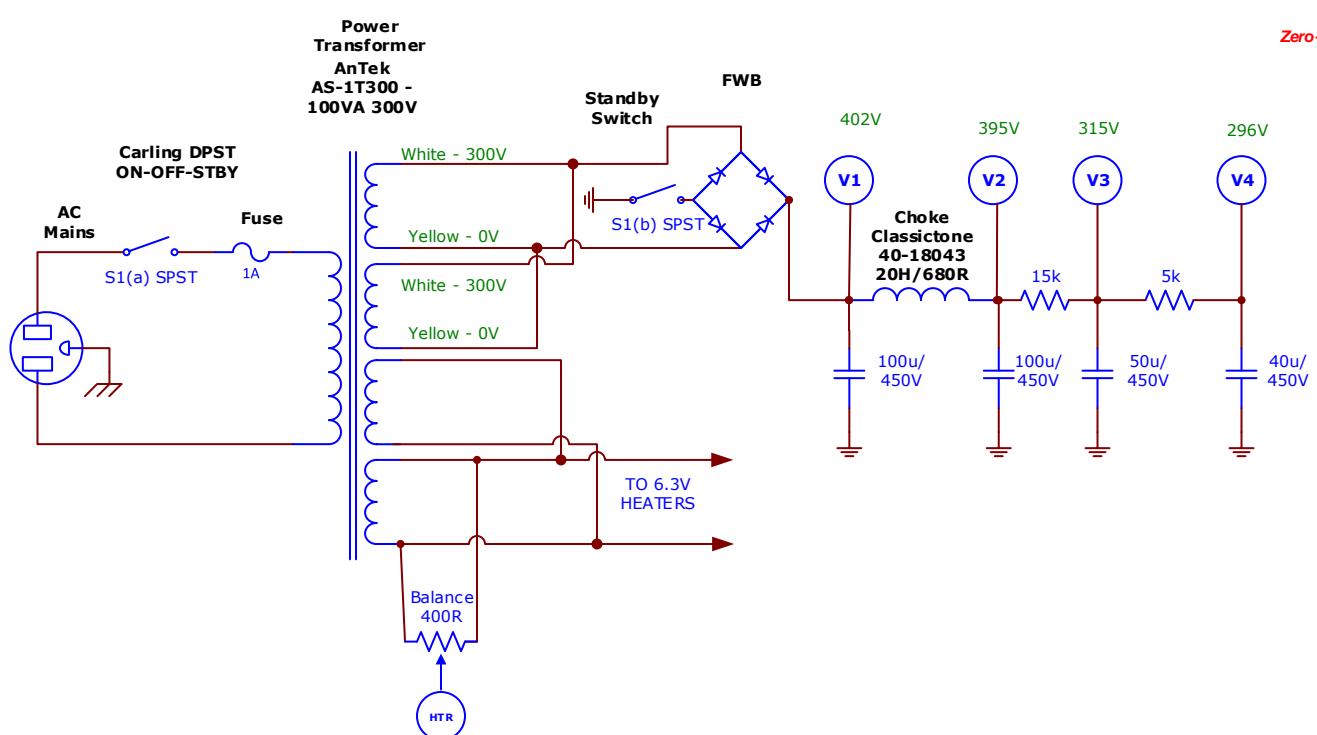 Power
Transformer
AnTek
AS-1T300 -
100VA 300V
Zero-
FWB
Standby
Switch
402V
395V
315V
296V
Carling DPST
ON-OFF-STBY
White - 300V
V1
V2
V3
V4
AC
Mains
Fuse
S1(b) SPST
Choke
Classictone
40-18043
20H/680R
Yellow - 0V
S1(a) SPST
1A
White - 300V
15k
5k
Yellow - 0V
100u/
450V
100u/
450V
50u/
450V
40u/
450V
TO 6.3V
HEATERS
Balance
400R
HTR